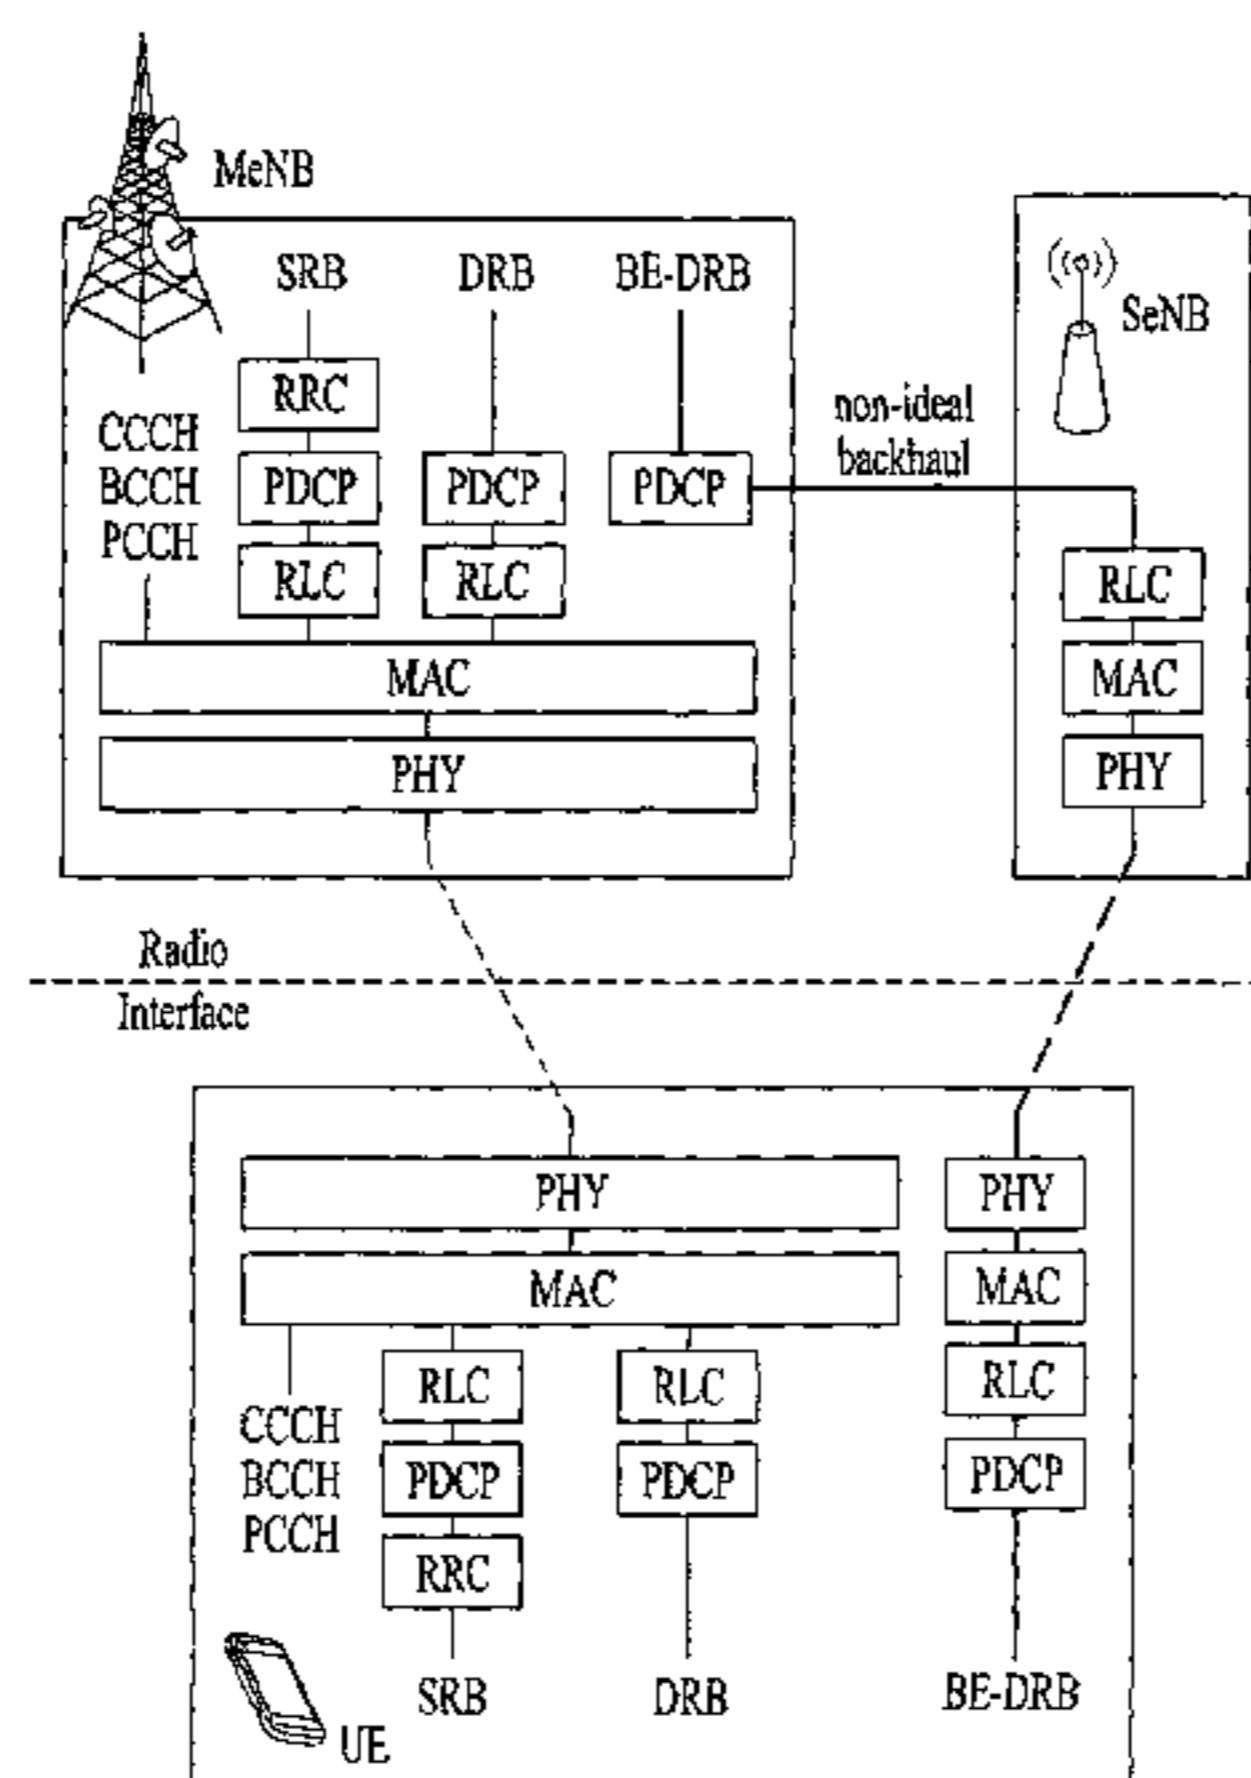 MeNB
SRB DRB BE-DRB
SeNB
RRC
non-ideal
backhaul
CCCH
BCCH
PCCH
PDCP PDCP PDCP
RLC RLC RLC
MAC MAC
PHY PHY
Radio
Interface
PHY PHY
MAC MAC
RLC RLC RLC
CCCH
BCCH
PCCH
PDCP PDCP PDCP
RRC
SRB DRB BE-DRB
UE